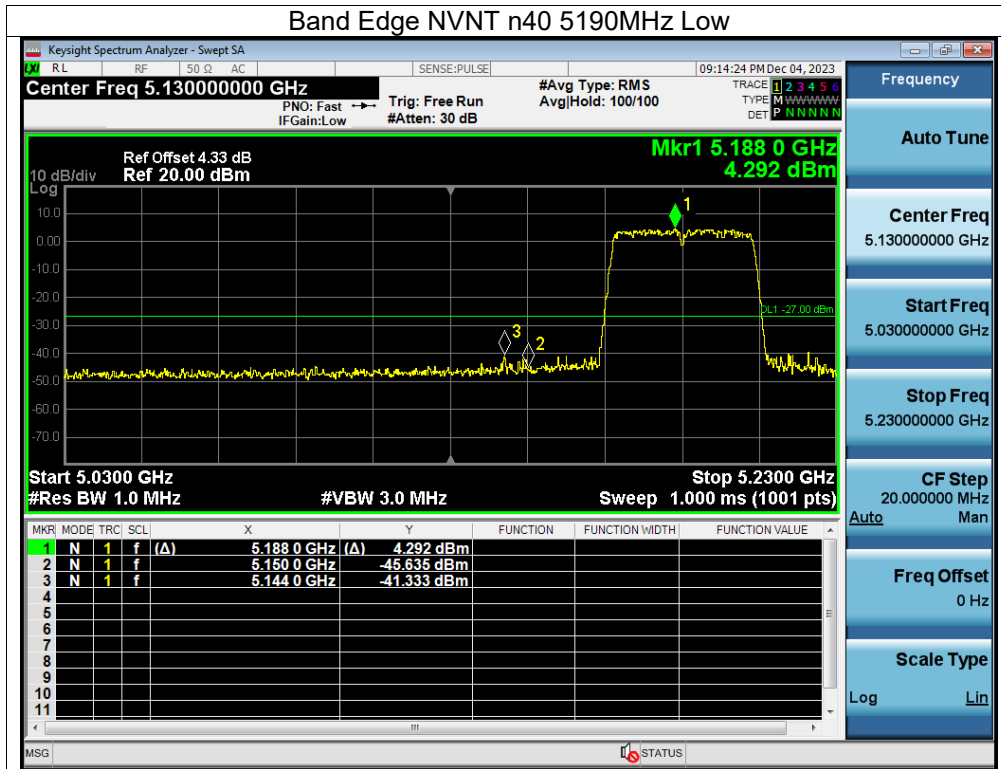 Band Edge NVNT n40 5190MHz Low
Keysight Spectrum Analyzer - Swept SA
LXI RL RF 50 Ω AC SENSE:PULSE 09:14:24 PM Dec 04, 2023
Center Freq 5.130000000 GHz
#Avg Type: RMS
TRACE 1 2 3 4 5 6
PNO: Fast Trig: Free Run Avg|Hold: 100/100
TYPE M WWWWW
IFGain:Low #Atten: 30 dB
DET P N N N N N
Ref Offset 4.33 dB
Mkr1 5.188 0 GHz
10 dB/div Ref 20.00 dBm
4.292 dBm
Log
10.0
0.00
-10.0
-20.0
-30.0
-40.0
-50.0
-60.0
-70.0
1
DL1 -27.00 dBm
3
2
Start 5.0300 GHz Stop 5.2300 GHz
#Res BW 1.0 MHz #VBW 3.0 MHz Sweep 1.000 ms (1001 pts)
MKR MODE TRC SCL X Y FUNCTION FUNCTION WIDTH FUNCTION VALUE
1 N 1 f (Δ) 5.188 0 GHz (Δ) 4.292 dBm
2 N 1 f 5.150 0 GHz -45.635 dBm
3 N 1 f 5.144 0 GHz -41.333 dBm
4
5
6
7
8
9
10
11
MSG STATUS
Frequency
Auto Tune
Center Freq
5.130000000 GHz
Start Freq
5.030000000 GHz
Stop Freq
5.230000000 GHz
CF Step
20.000000 MHz
Auto Man
Freq Offset
0 Hz
Scale Type
Log Lin